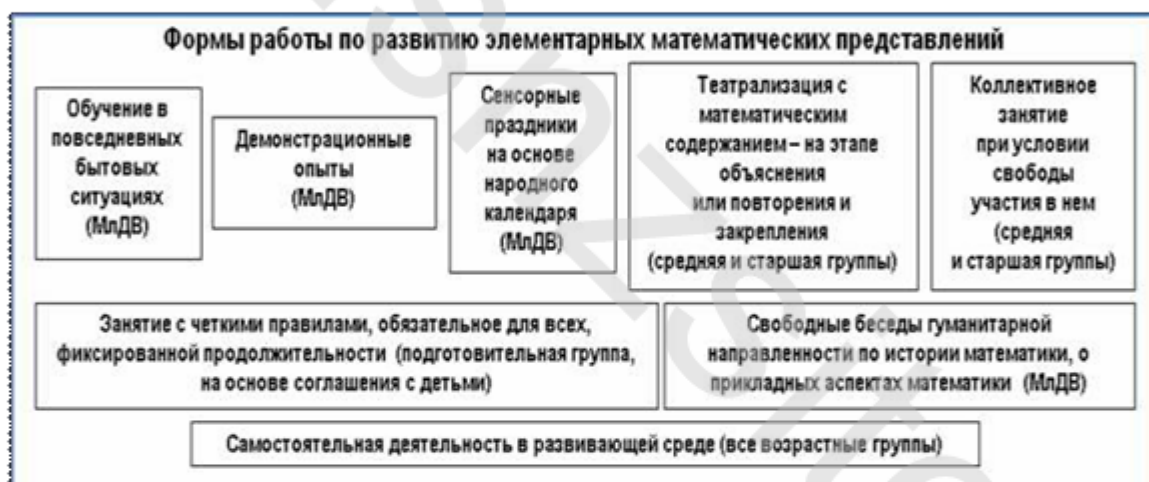 Формы работы по развитию элементарных математических представлений
Обучение в
повседневных
бытовых
ситуациях
(МлДВ)
Демонстрационные
опыты
(МлДВ)
Сенсорные
праздники
на основе
народного
календаря
(МлДВ)
Театрализация с
математическим
содержанием – на этапе
объяснения
или повторения и
закрепления
(средняя и старшая группы)
Коллективное
занятие
при условии
свободы
участия в нем
(средняя
и старшая группы)
Занятие с четкими правилами, обязательное для всех,
фиксированной продолжительности (подготовительная группа,
на основе соглашения с детьми)
Свободные беседы гуманитарной
направленности по истории математики, о
прикладных аспектах математики (МлДВ)
Самостоятельная деятельность в развивающей среде (все возрастные группы)